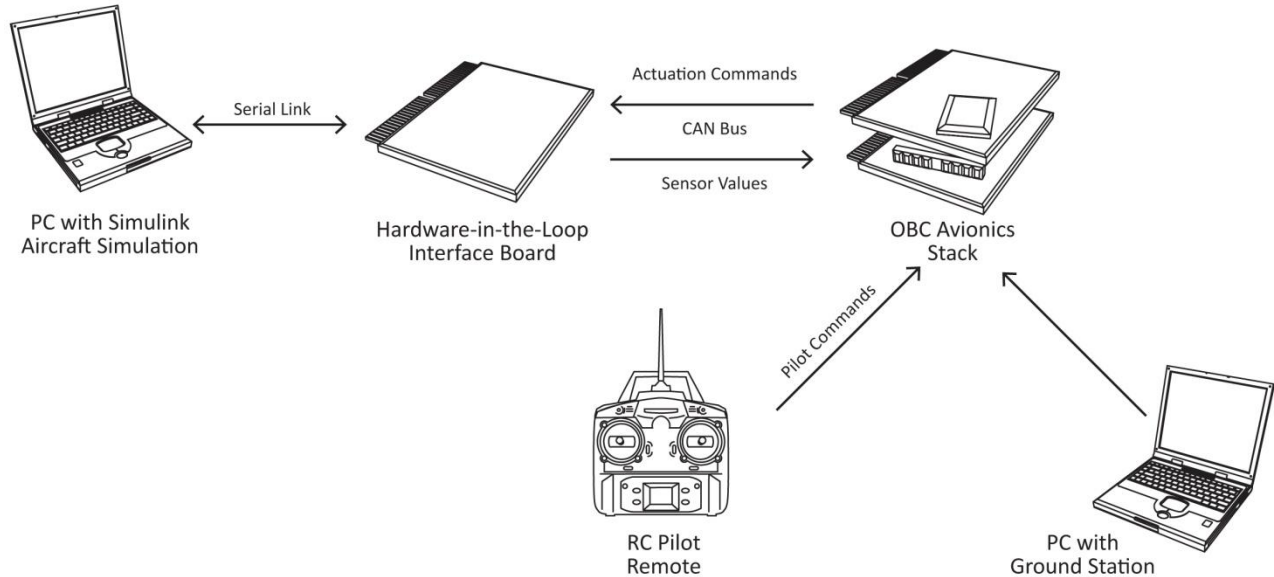 Serial Link
Actuation Commands
CAN Bus
Sensor Values
PC with Simulink
Aircraft Simulation
Hardware-in-the-Loop
Interface Board
OBC Avionics
Stack
Pilot Commands
RC Pilot
Remote
PC with
Ground Station